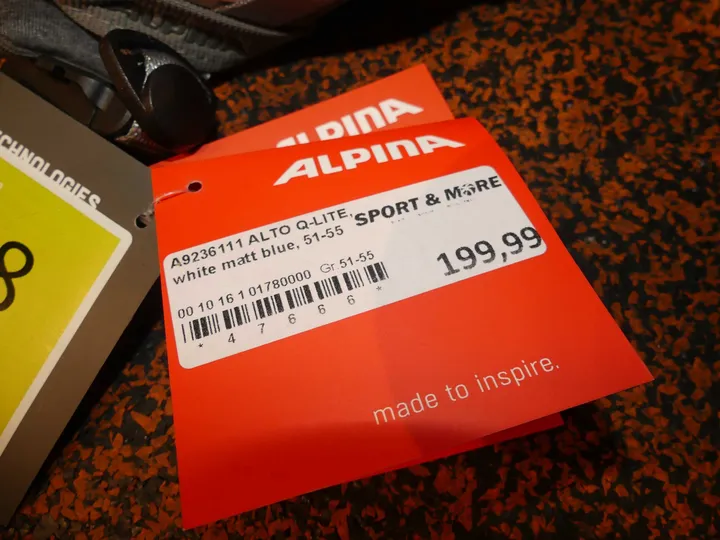 ALPINA
ALPINA
TECHNOLOGIES
8
A9236111 ALTO Q-LITE, SPORT & MORE
white matt blue, 51-55
199,99
00 10 16 1 01780000 Gr.51-55
* 4 7 6 6 6 *
made to inspire.